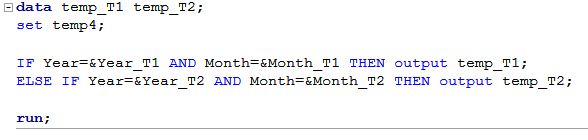 data temp_T1 temp_T2;
set temp4;
IF Year=&Year_T1 AND Month=&Month_T1 THEN output temp_T1;
ELSE IF Year=&Year_T2 AND Month=&Month_T2 THEN output temp_T2;
run;